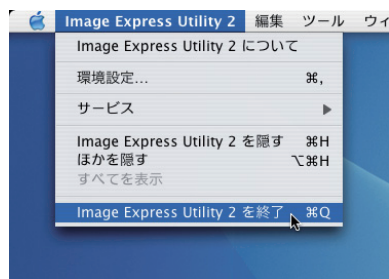 Image Express Utility 2 編集 ツール ウィ
Image Express Utility 2 について
環境設定... ⌘,
サービス ▶
Image Express Utility 2 を隠す ⌘H
ほかを隠す ⌥⌘H
すべてを表示
Image Express Utility 2 を終了 ⌘Q